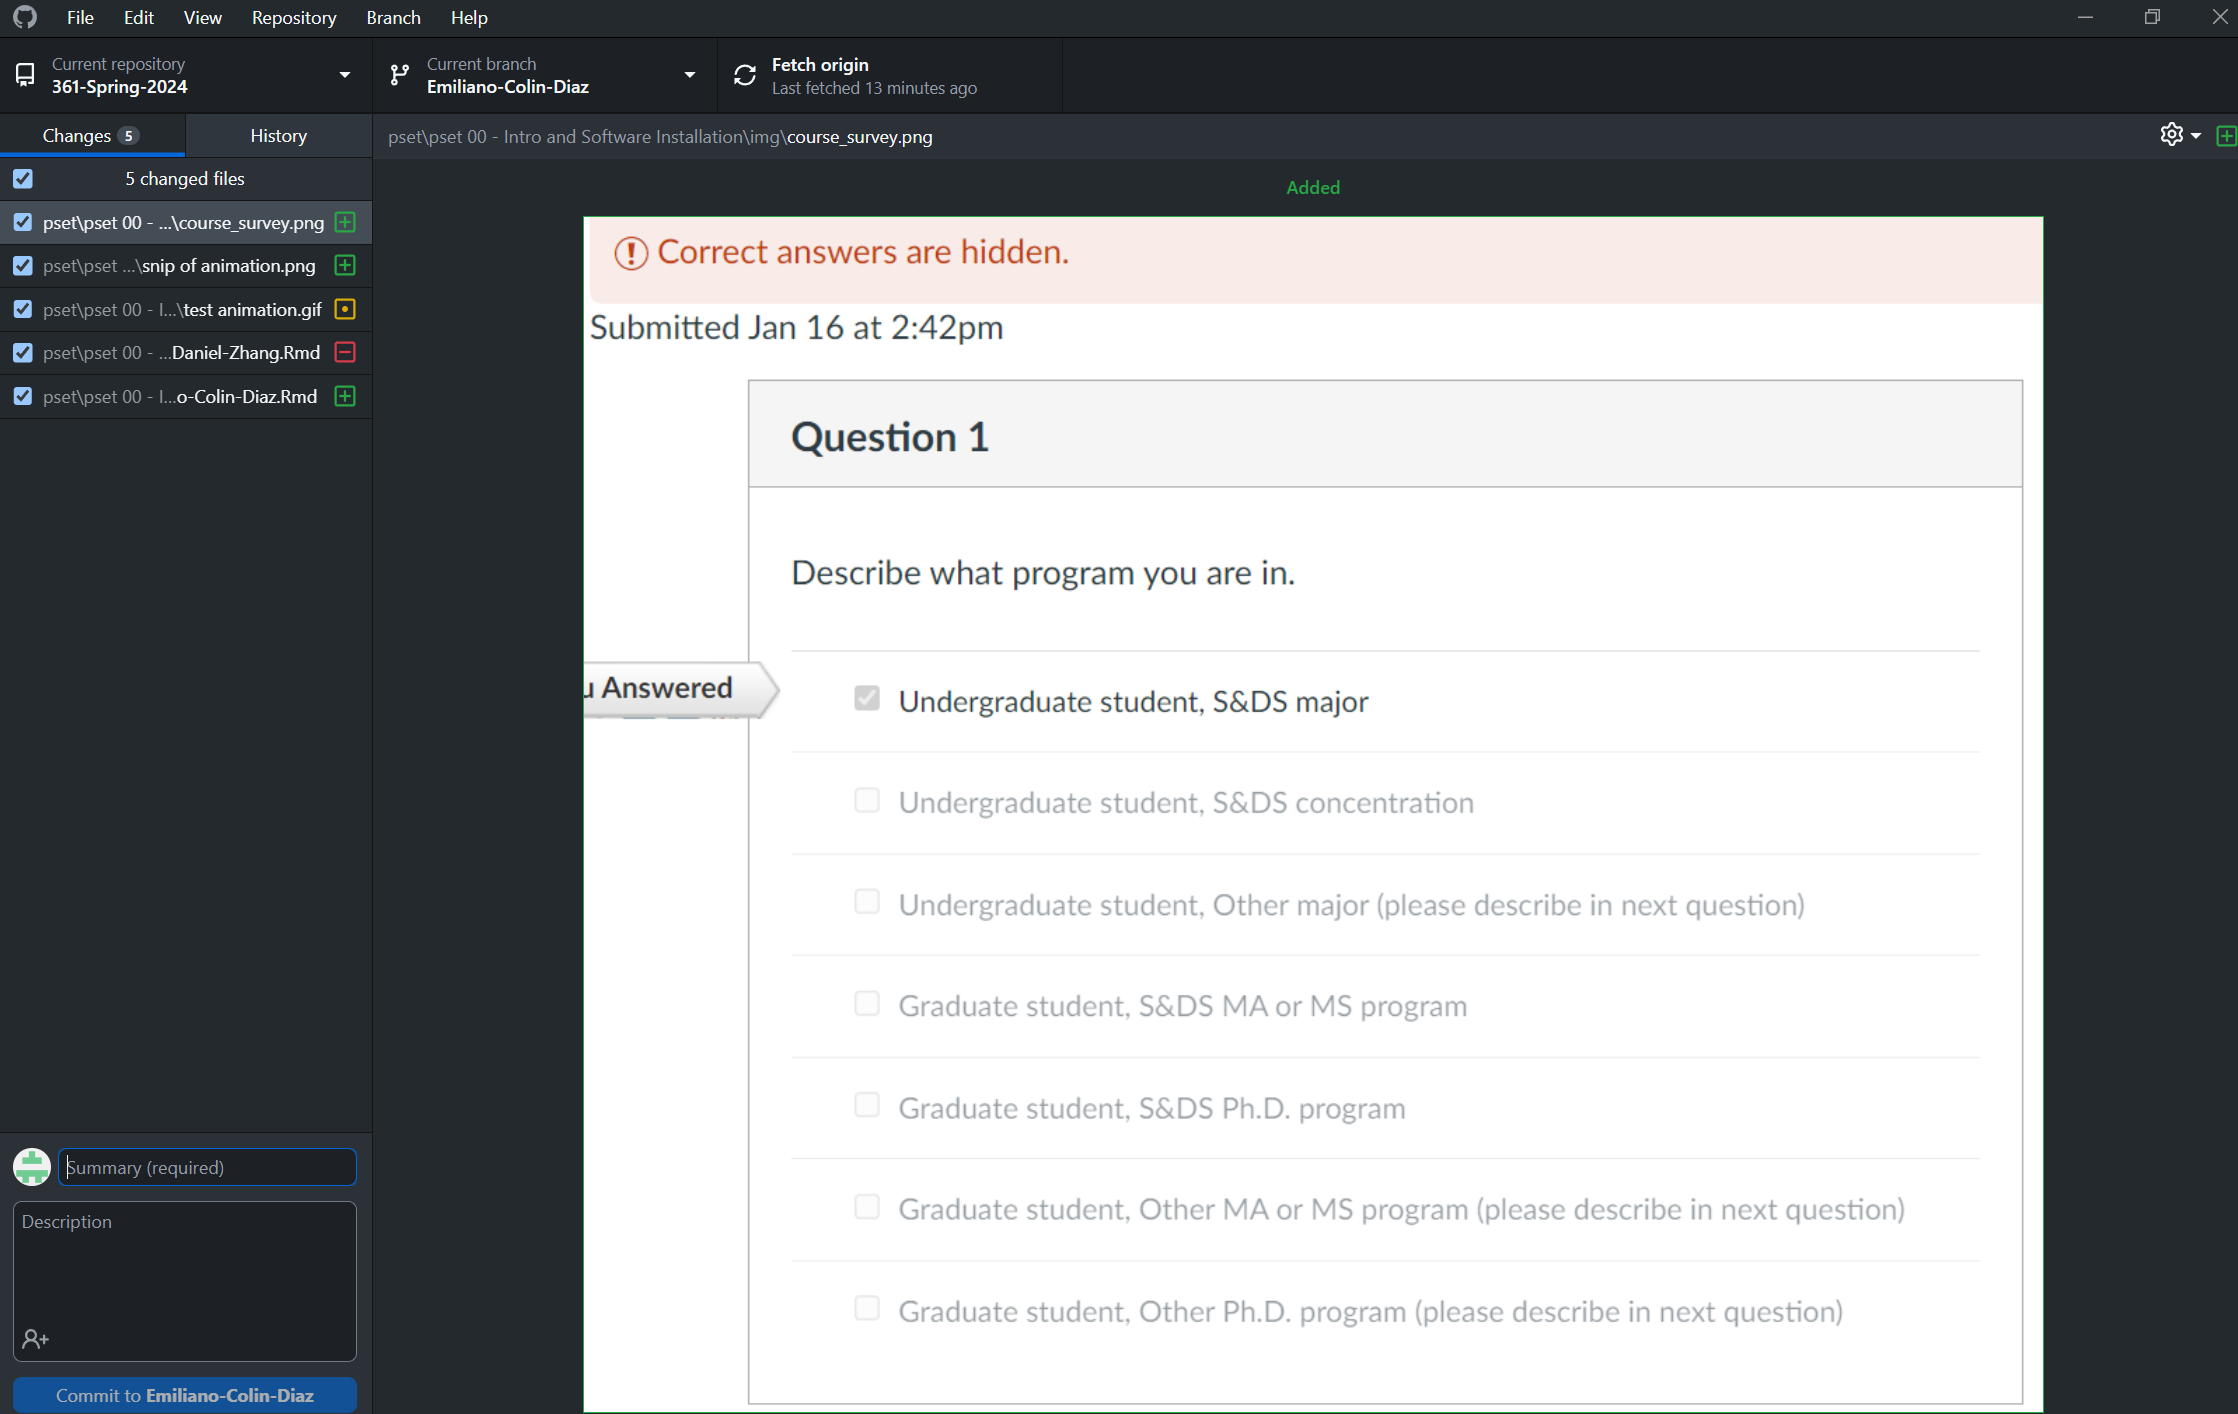 File Edit View Repository Branch Help
Current repository
361-Spring-2024
Current branch
Emiliano-Colin-Diaz
Fetch origin
Last fetched 13 minutes ago
Changes 5
History
pset\pset 00 - Intro and Software Installation\img\course_survey.png
5 changed files
pset\pset 00 - ...\course_survey.png
pset\pset ...\snip of animation.png
pset\pset 00 - I...\test animation.gif
pset\pset 00 - ...Daniel-Zhang.Rmd
pset\pset 00 - I...o-Colin-Diaz.Rmd
Summary (required)
Description
Commit to Emiliano-Colin-Diaz
Added
Correct answers are hidden.
Submitted Jan 16 at 2:42pm
Question 1
Describe what program you are in.
u Answered
Undergraduate student, S&DS major
Undergraduate student, S&DS concentration
Undergraduate student, Other major (please describe in next question)
Graduate student, S&DS MA or MS program
Graduate student, S&DS Ph.D. program
Graduate student, Other MA or MS program (please describe in next question)
Graduate student, Other Ph.D. program (please describe in next question)